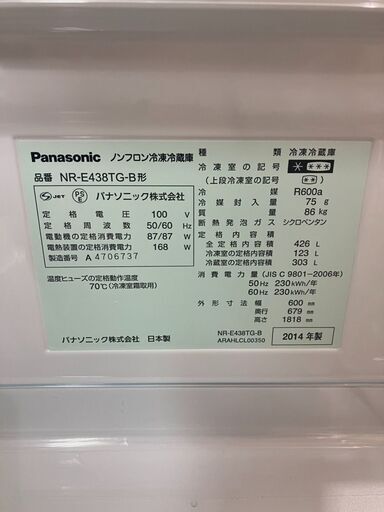 Panasonic ノンフロン冷凍冷蔵庫
品番 NR-E438TG-B形
JET
PS
E
パナソニック株式会社
定格電圧 100 V
定格周波数 50/60 Hz
電動機の定格消費電力 87/87 W
電熱装置の定格消費電力 168 W
製造番号 A 4706737
温度ヒューズの定格動作温度
70℃(冷凍室霜取用)
パナソニック株式会社 日本製
種類 冷凍冷蔵庫
冷凍室の記号 * ***
(上段冷凍室の記号 **)
冷媒 R600a
冷媒封入量 75 g
質量 86 kg
断熱発泡ガス シクロペンタン
定格内容積
全定格内容積 426 L
冷凍室の定格内容積 123 L
冷蔵室の定格内容積 303 L
消費電力量(JIS C 9801-2006年)
50Hz 230kWh/年
60Hz 230kWh/年
外形寸法 幅 600 mm
奥行 679 mm
高さ 1818 mm
NR-E438TG-B
ARAHLCL00350
2014 年製